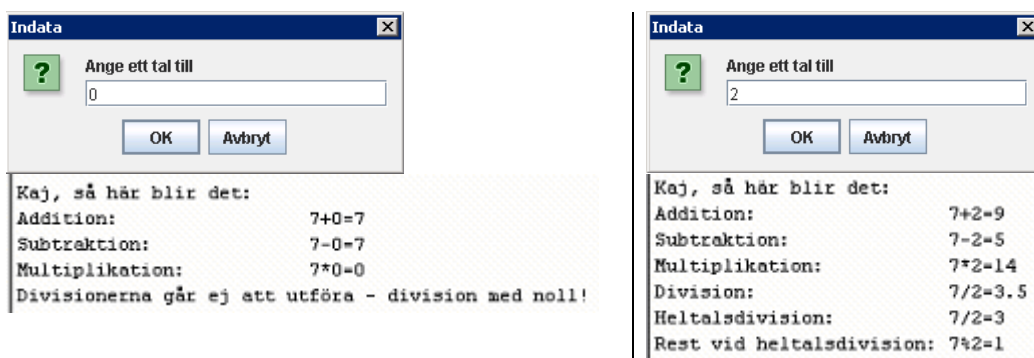 Indata
Ange ett tal till
0
OK Avbryt
Kaj, så här blir det:
Addition: 7+0=7
Subtraktion: 7-0=7
Multiplikation: 7*0=0
Divisionerna går ej att utföra - division med noll!
Indata
Ange ett tal till
2
OK Avbryt
Kaj, så här blir det:
Addition: 7+2=9
Subtraktion: 7-2=5
Multiplikation: 7*2=14
Division: 7/2=3.5
Heltalsdivision: 7/2=3
Rest vid heltalsdivision: 7%2=1